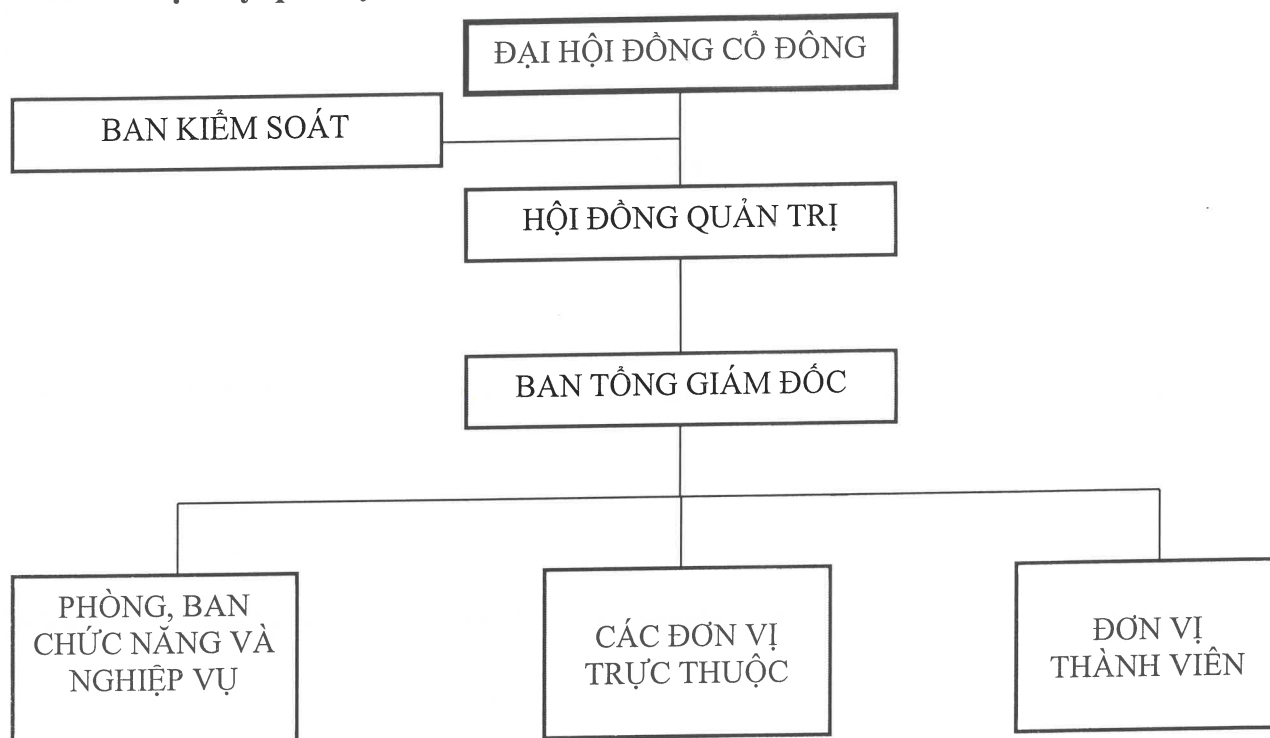 ĐẠI HỘI ĐỒNG CỔ ĐÔNG
BAN KIỂM SOÁT
HỘI ĐỒNG QUẢN TRỊ
BAN TỔNG GIÁM ĐỐC
PHÒNG, BAN
CHỨC NĂNG VÀ
NGHIỆP VỤ
CÁC ĐƠN VỊ
TRỰC THUỘC
ĐƠN VỊ
THÀNH VIÊN